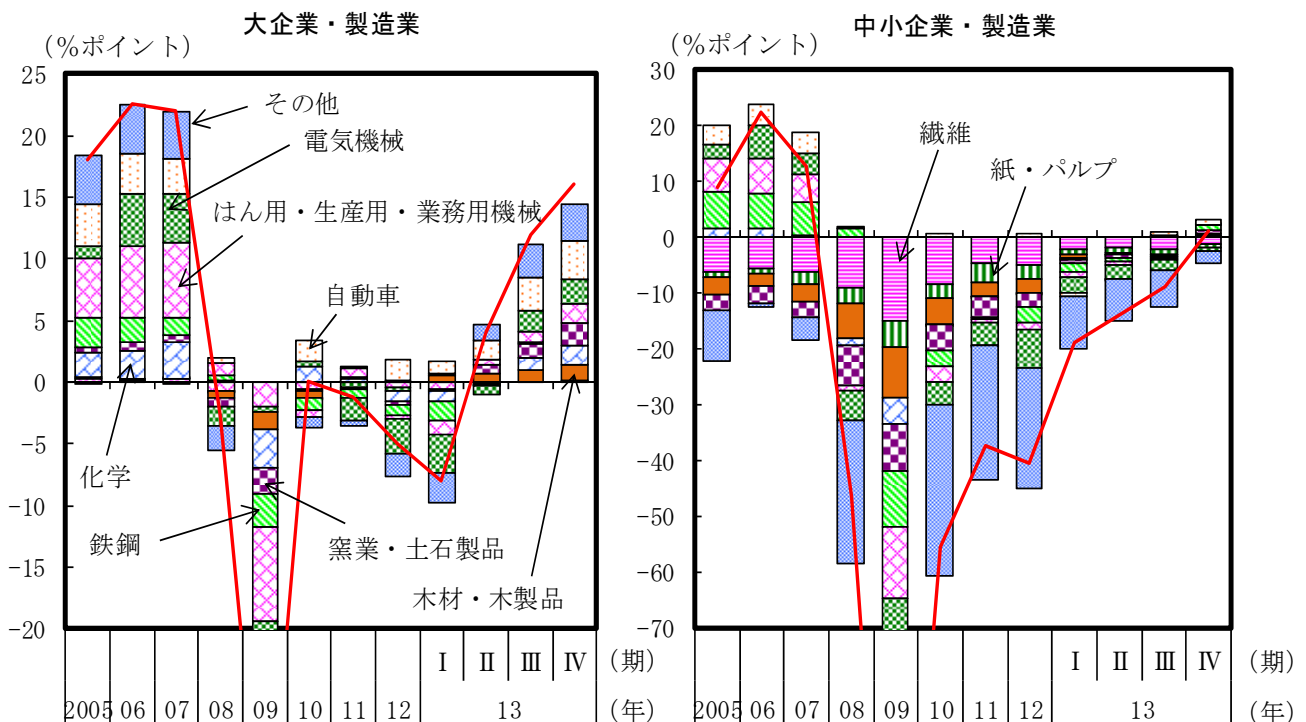 大企業・製造業
(%ポイント)
25
20
15
10
5
0
-5
-10
-15
-20
その他
電気機械
はん用・生産用・業務用機械
自動車
化学
鉄鋼
窯業・土石製品
木材・木製品
Ⅰ Ⅱ Ⅲ Ⅳ (期)
2005 06 07 08 09 10 11 12 13 (年)
中小企業・製造業
(%ポイント)
30
20
10
0
-10
-20
-30
-40
-50
-60
-70
繊維
紙・パルプ
Ⅰ Ⅱ Ⅲ Ⅳ (期)
2005 06 07 08 09 10 11 12 13 (年)